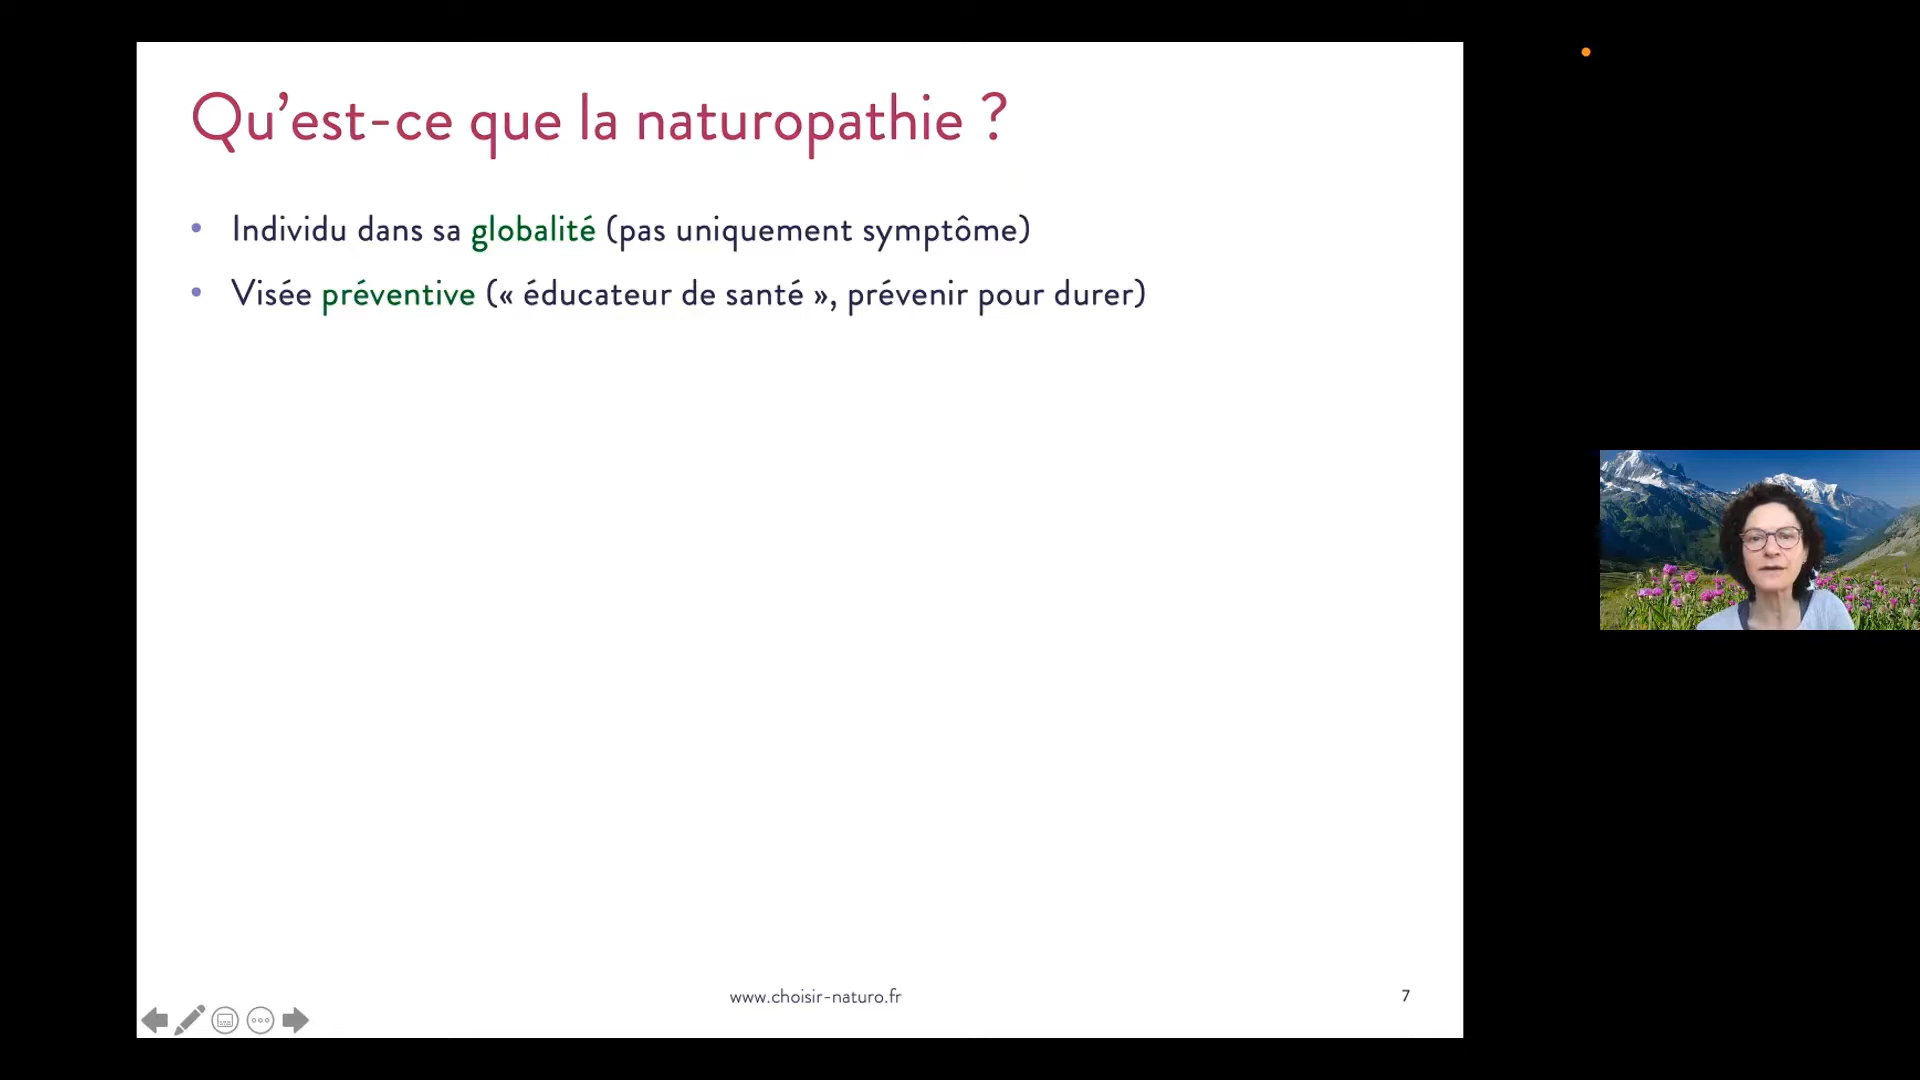 Qu’est-ce que la naturopathie ?
• Individu dans sa globalité (pas uniquement symptôme)
• Visée préventive (« éducateur de santé », prévenir pour durer)
www.choisir-naturo.fr
7